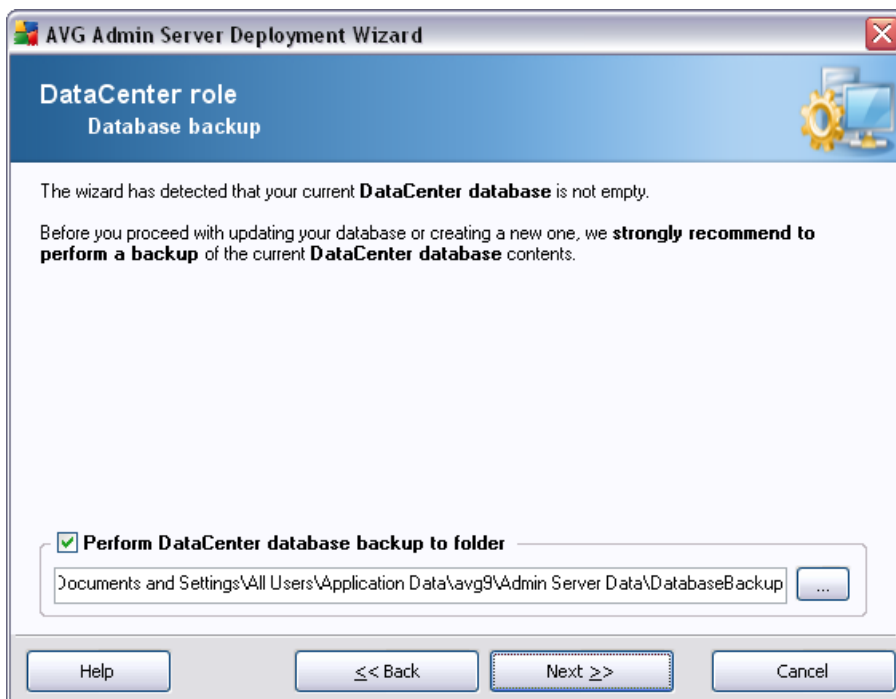 AVG Admin Server Deployment Wizard
DataCenter role
Database backup
The wizard has detected that your current DataCenter database is not empty.
Before you proceed with updating your database or creating a new one, we strongly recommend to
perform a backup of the current DataCenter database contents.
Perform DataCenter database backup to folder
Documents and Settings\All Users\Application Data\avg9\Admin Server Data\DatabaseBackup
...
Help
<< Back
Next >>
Cancel